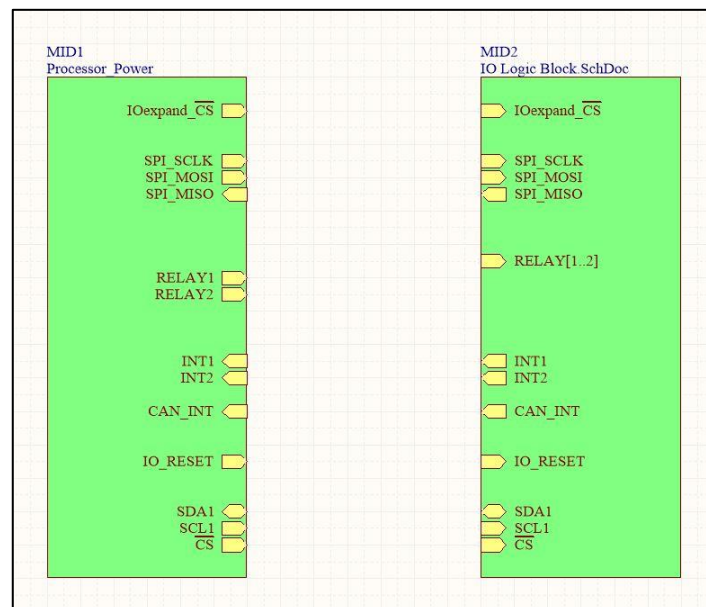 MID1
Processor_Power
IOexpand_CS
SPI_SCLK
SPI_MOSI
SPI_MISO
RELAY1
RELAY2
INT1
INT2
CAN_INT
IO_RESET
SDA1
SCL1
CS
MID2
IO Logic Block.SchDoc
IOexpand_CS
SPI_SCLK
SPI_MOSI
SPI_MISO
RELAY[1..2]
INT1
INT2
CAN_INT
IO_RESET
SDA1
SCL1
CS